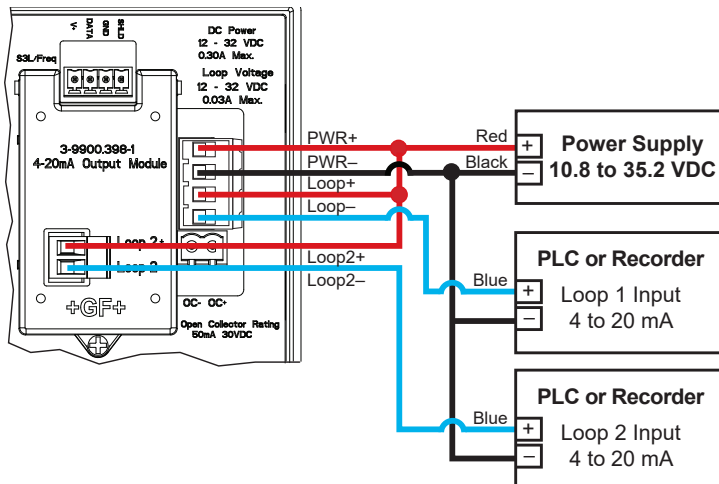 V+
DATA
GND
SHLD
S3L/Freq
DC Power
12 - 32 VDC
0.30A Max.
Loop Voltage
12 - 32 VDC
0.03A Max.
3-9900.398-1
4-20mA Output Module
Loop 2+
Loop 2-
+GF+
OC- OC+
Open Collector Rating
50mA 30VDC
PWR+
PWR–
Loop+
Loop–
Loop2+
Loop2–
Red
Black
+
–
Power Supply
10.8 to 35.2 VDC
PLC or Recorder
Blue
+
–
Loop 1 Input
4 to 20 mA
PLC or Recorder
Blue
+
–
Loop 2 Input
4 to 20 mA